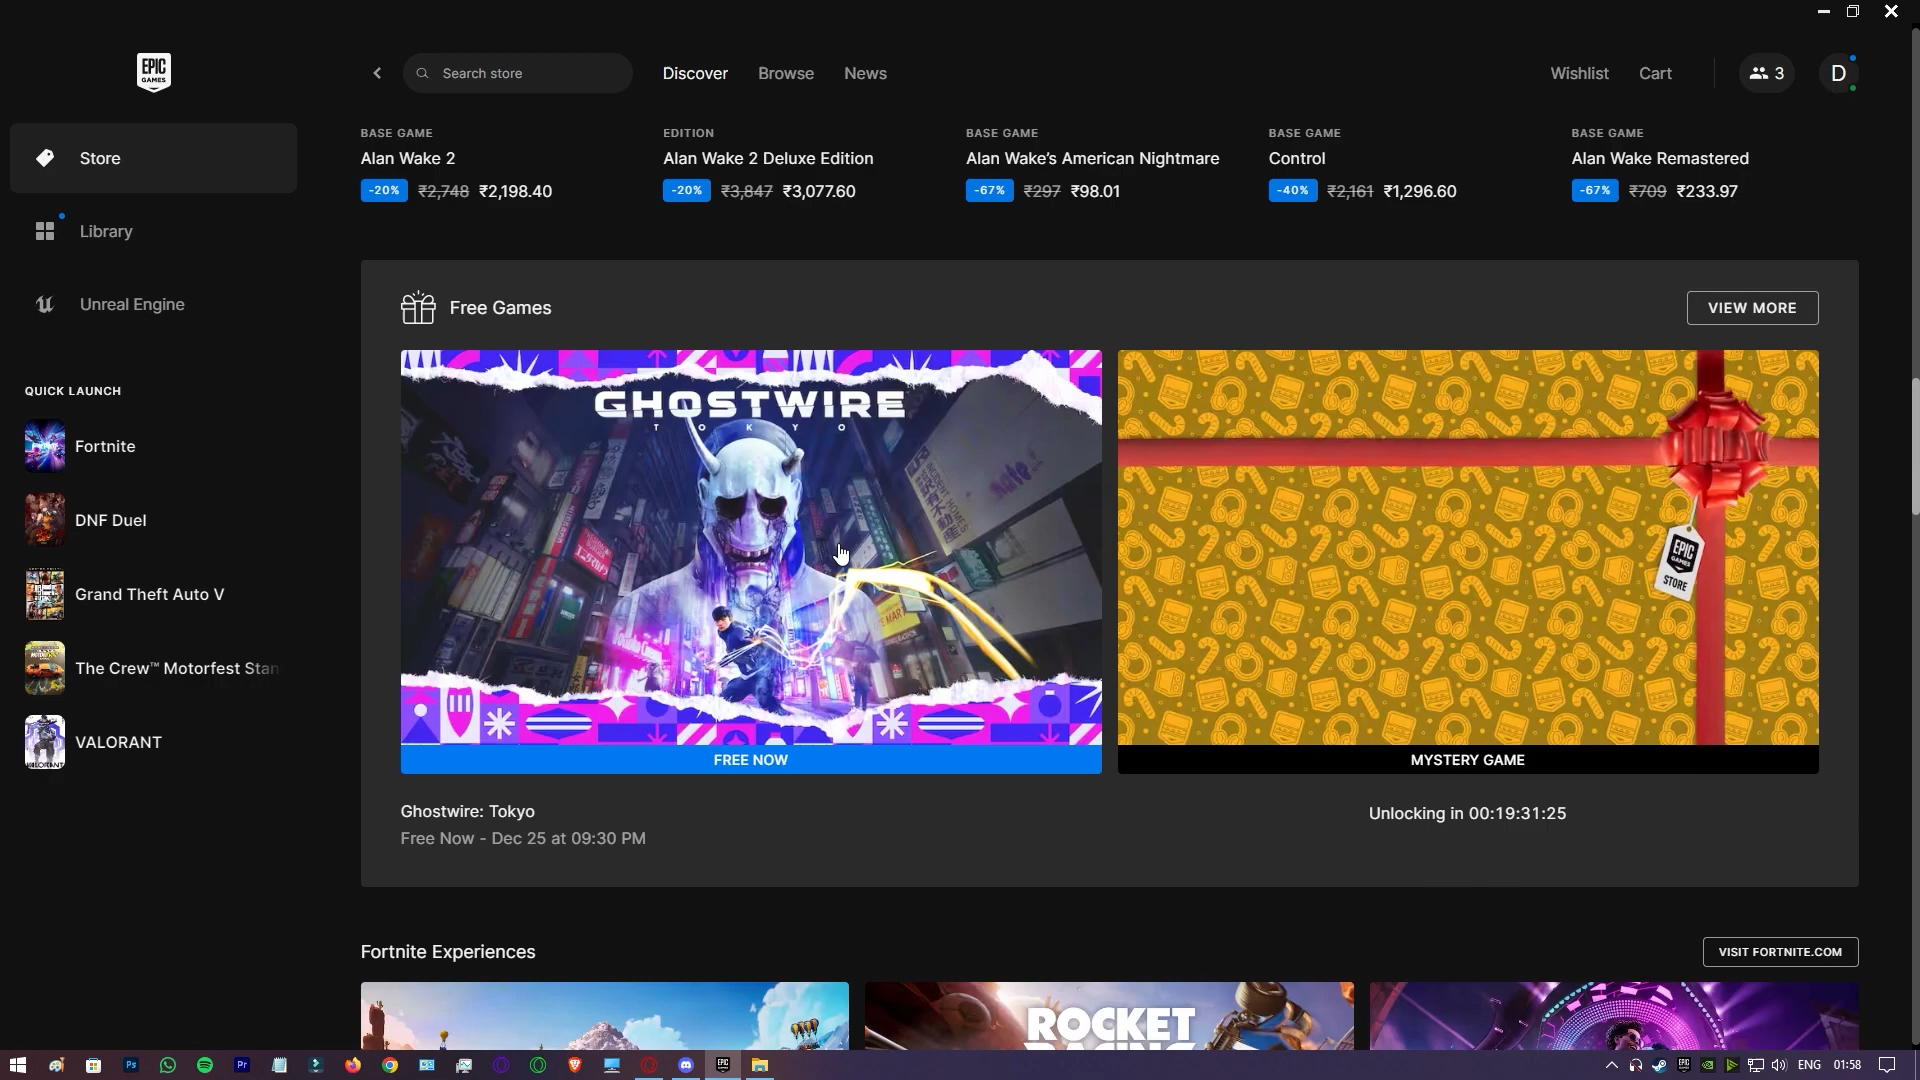 EPIC
GAMES
Search store
Discover
Browse
News
Wishlist
Cart
3
D
Store
Library
Unreal Engine
QUICK LAUNCH
Fortnite
DNF Duel
Grand Theft Auto V
The Crew™ Motorfest Stan
VALORANT
BASE GAME
Alan Wake 2
-20% ₹2,748 ₹2,198.40
EDITION
Alan Wake 2 Deluxe Edition
-20% ₹3,847 ₹3,077.60
BASE GAME
Alan Wake's American Nightmare
-67% ₹297 ₹98.01
BASE GAME
Control
-40% ₹2,161 ₹1,296.60
BASE GAME
Alan Wake Remastered
-67% ₹709 ₹233.97
Free Games
VIEW MORE
GHOSTWIRE
TOKYO
FREE NOW
Ghostwire: Tokyo
Free Now - Dec 25 at 09:30 PM
EPIC
GAMES
STORE
MYSTERY GAME
Unlocking in 00:19:31:25
Fortnite Experiences
VISIT FORTNITE.COM
ROCKET
RACING
Ps
Pr
ENG
01:58